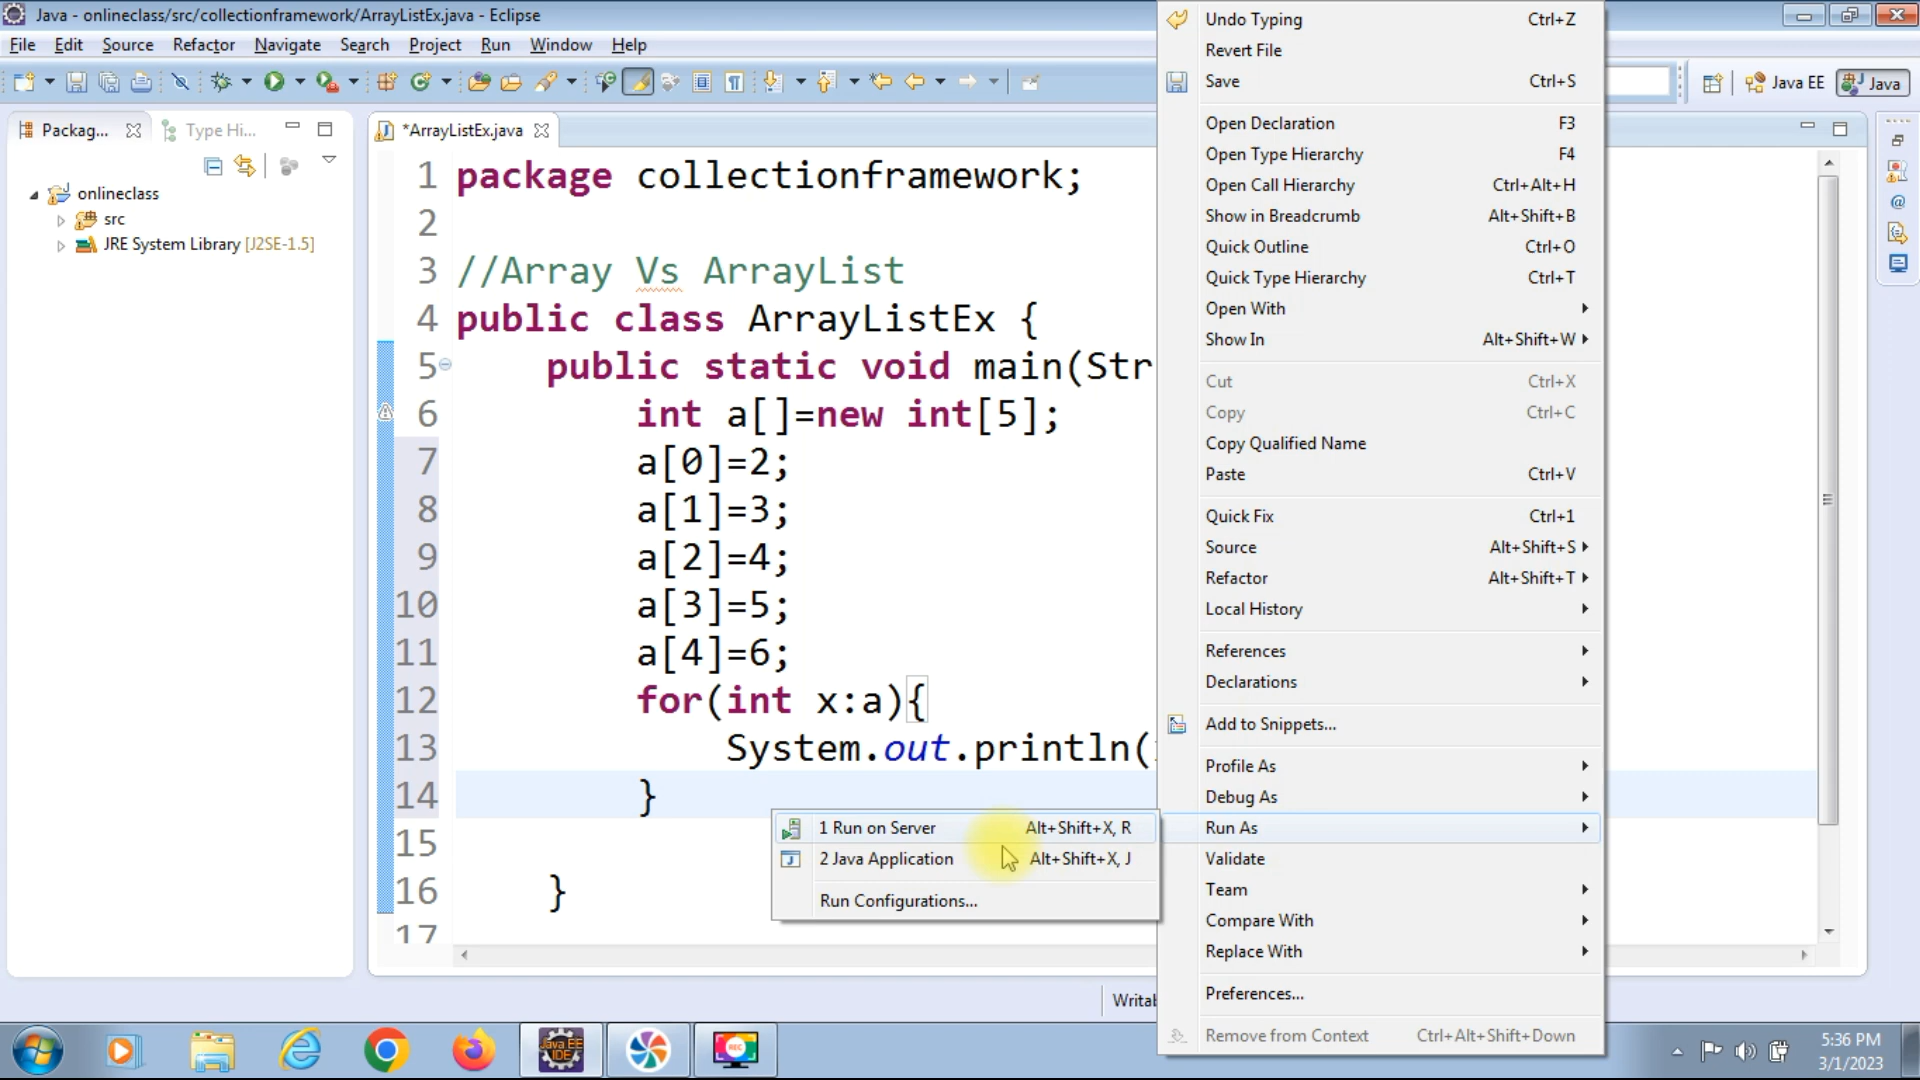 Java - onlineclass/src/collectionframework/ArrayListEx.java - Eclipse
File Edit Source Refactor Navigate Search Project Run Window Help
Java EE Java
Packag... Type Hi...
onlineclass
src
JRE System Library [J2SE-1.5]
*ArrayListEx.java
1 package collectionframework;
2
3 //Array Vs ArrayList
4 public class ArrayListEx {
5 public static void main(Str
6 int a[]=new int[5];
7 a[0]=2;
8 a[1]=3;
9 a[2]=4;
10 a[3]=5;
11 a[4]=6;
12 for(int x:a){
13 System.out.println(
14 }
15
16 }
17
Undo Typing Ctrl+Z
Revert File
Save Ctrl+S
Open Declaration F3
Open Type Hierarchy F4
Open Call Hierarchy Ctrl+Alt+H
Show in Breadcrumb Alt+Shift+B
Quick Outline Ctrl+O
Quick Type Hierarchy Ctrl+T
Open With
Show In Alt+Shift+W
Cut Ctrl+X
Copy Ctrl+C
Copy Qualified Name
Paste Ctrl+V
Quick Fix Ctrl+1
Source Alt+Shift+S
Refactor Alt+Shift+T
Local History
References
Declarations
Add to Snippets...
Profile As
Debug As
Run As
Validate
Team
Compare With
Replace With
Preferences...
Remove from Context Ctrl+Alt+Shift+Down
1 Run on Server Alt+Shift+X, R
2 Java Application Alt+Shift+X, J
Run Configurations...
Java EE
IDE
REC
5:36 PM
3/1/2023